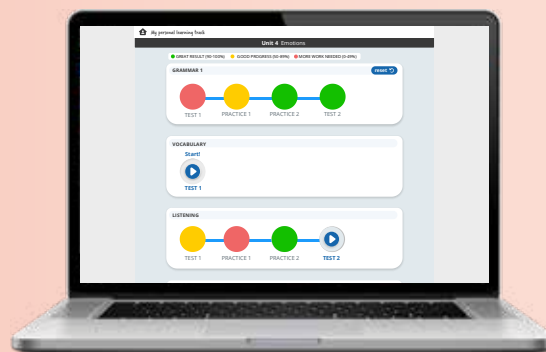 My personal learning track
Unit 4 Emotions
GREAT RESULT (90-100%) GOOD PROGRESS (50-89%) MORE WORK NEEDED (0-49%)
GRAMMAR 1 reset
TEST 1 PRACTICE 1 PRACTICE 2 TEST 2
VOCABULARY
Start!
TEST 1
LISTENING
TEST 1 PRACTICE 1 PRACTICE 2 TEST 2